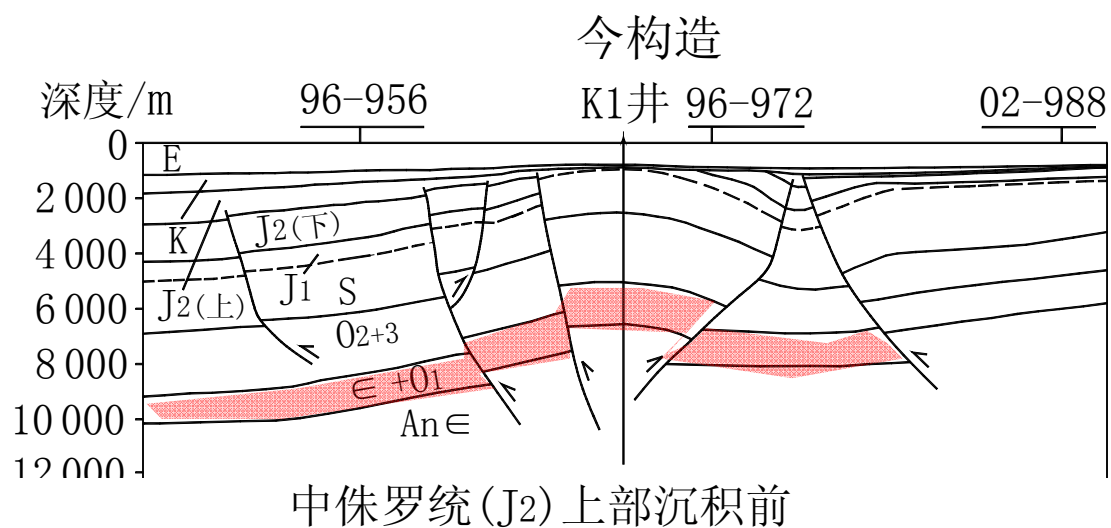 今构造
深度/m 96-956 K1井 96-972 02-988
0
E
2 000
K J2(下)
4 000
J2(上) J1 S
6 000
O2+3
8 000
∈+O1
10 000 An∈
12 000
中侏罗统(J2)上部沉积前